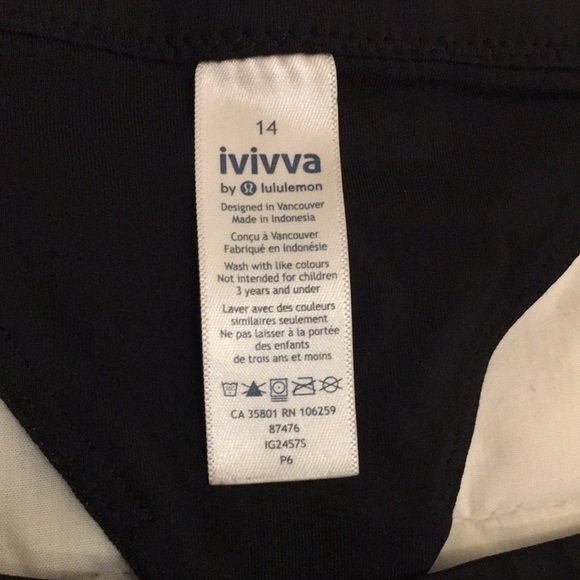 14
ivivva
by lululemon
Designed in Vancouver
Made in Indonesia
Conçu à Vancouver
Fabriqué en Indonésie
Wash with like colours
Not intended for children
3 years and under
Laver avec des couleurs
similaires seulement
Ne pas laisser à la portée
des enfants
de trois ans et moins
CA 35801 RN 106259
87476
IG2457S
P6